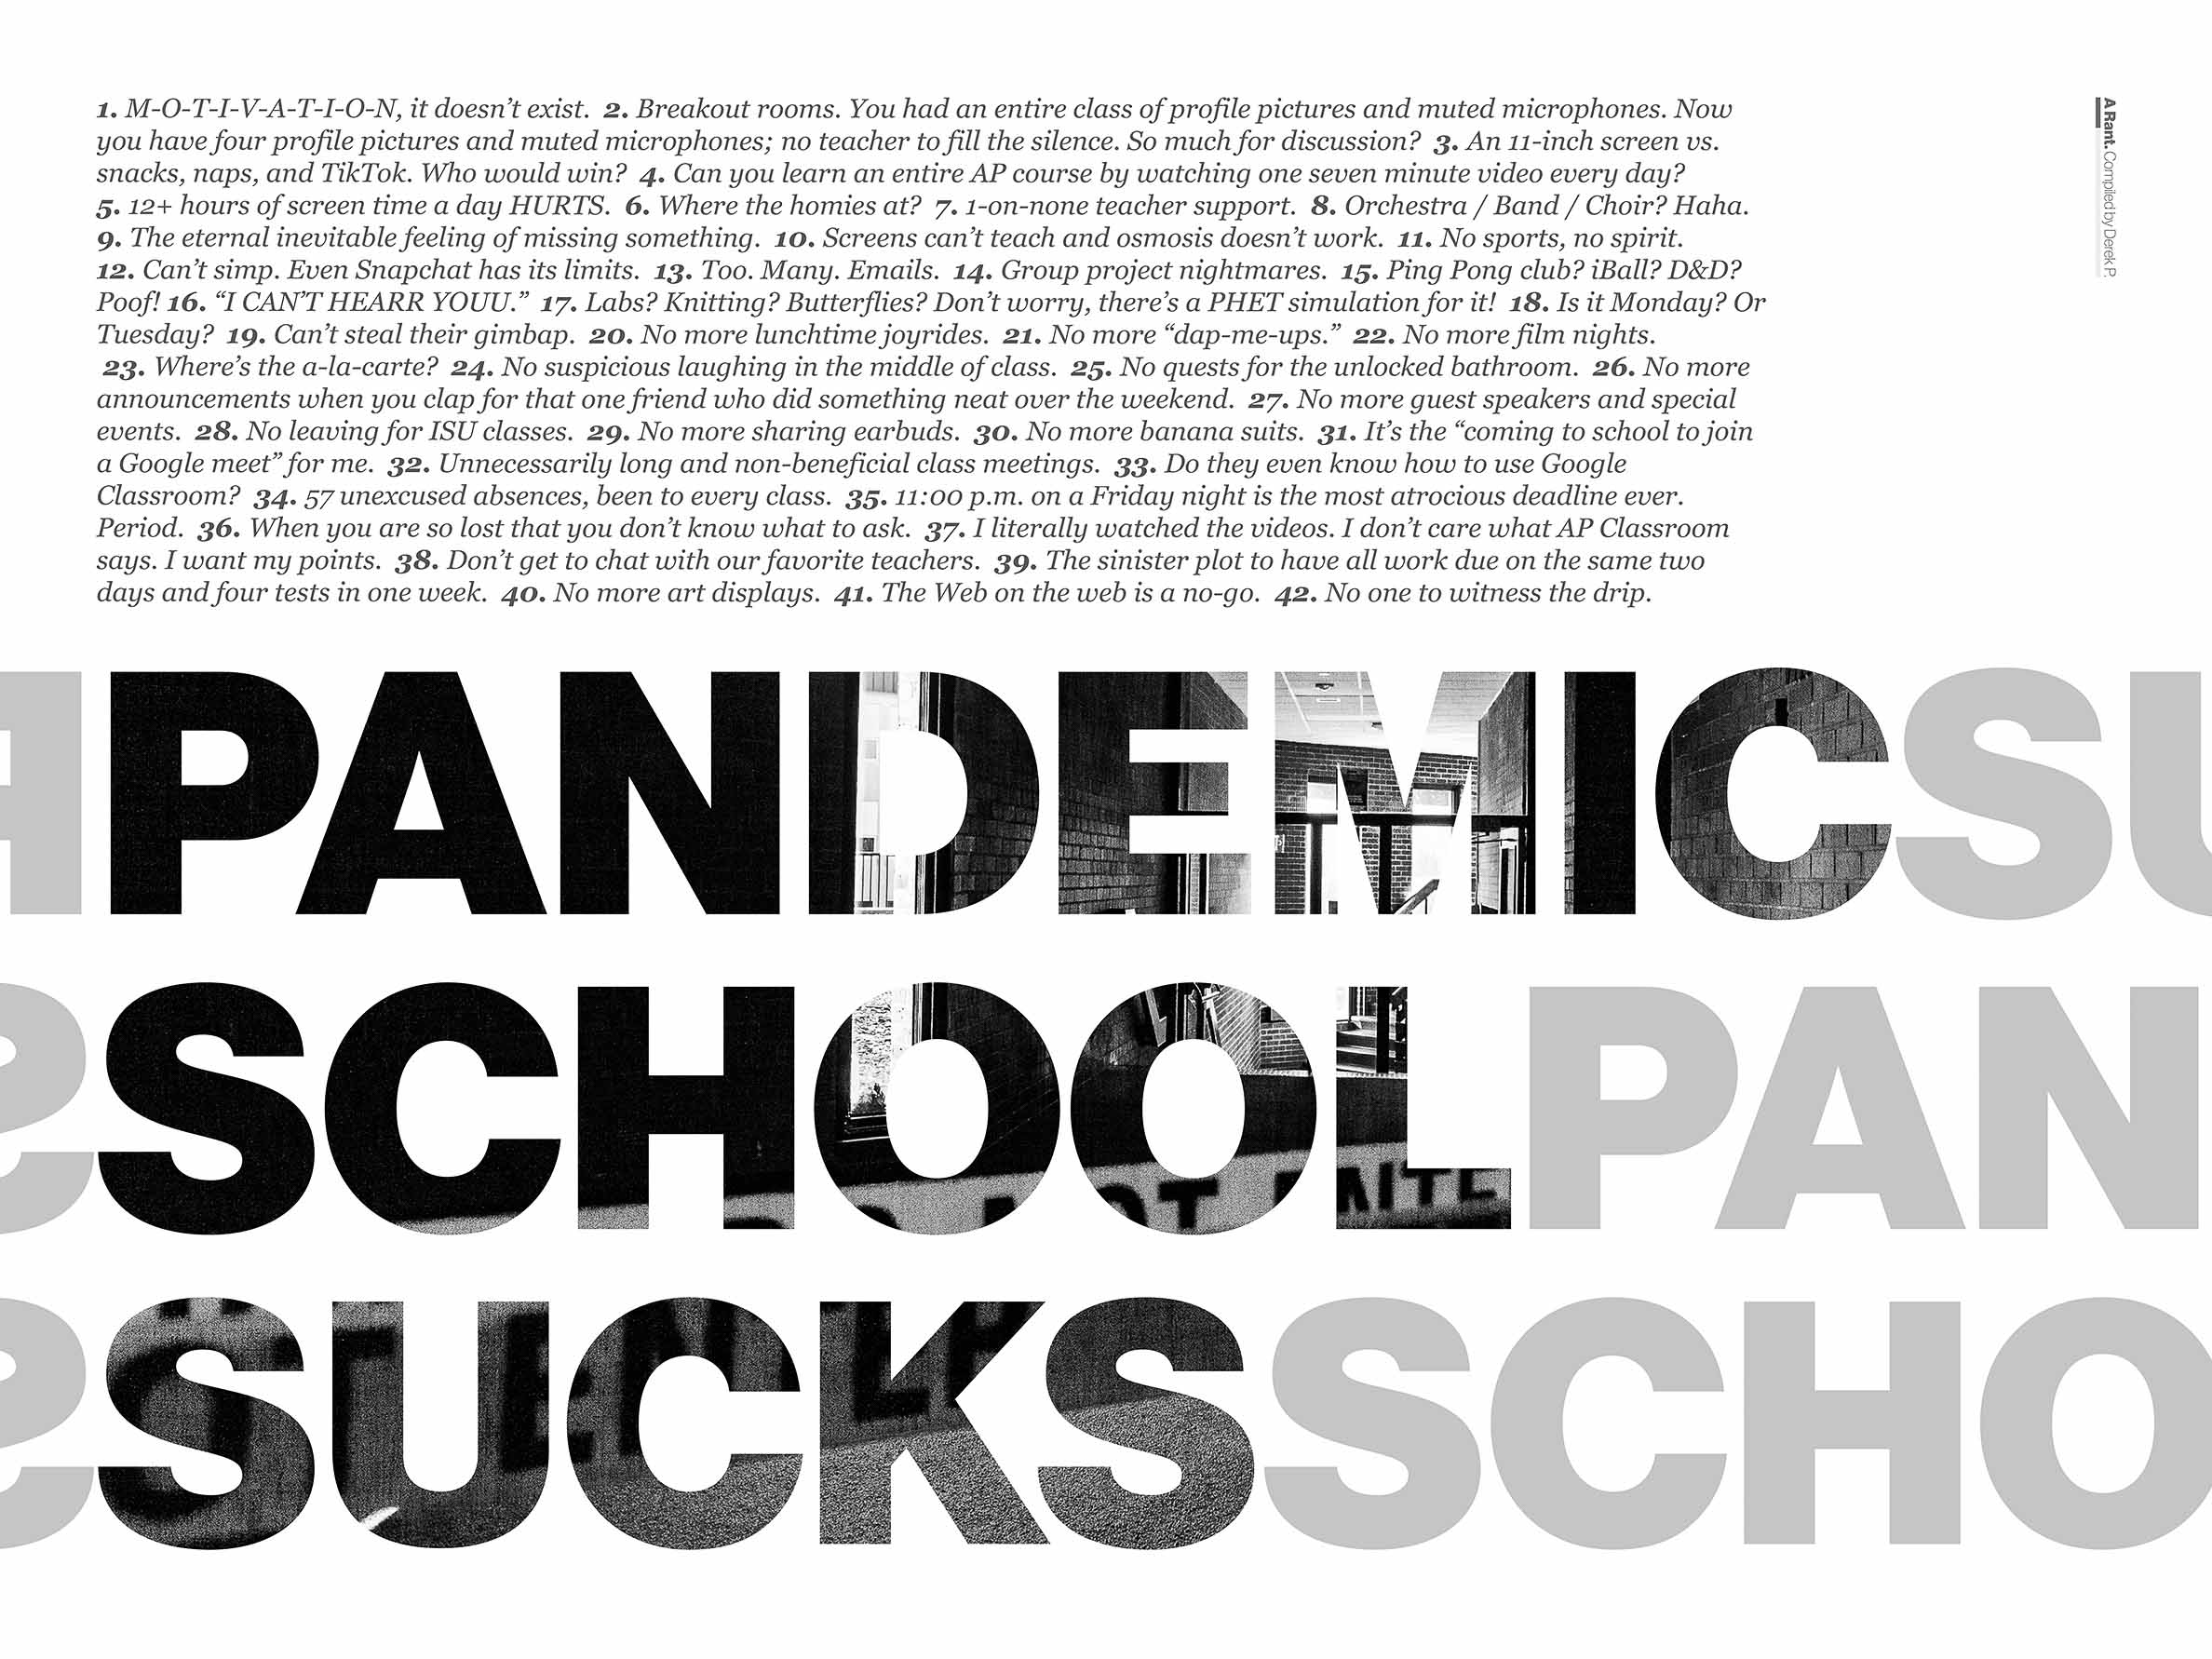 1. M-O-T-I-V-A-T-I-O-N, it doesn’t exist. 2. Breakout rooms. You had an entire class of profile pictures and muted microphones. Now
you have four profile pictures and muted microphones; no teacher to fill the silence. So much for discussion? 3. An 11-inch screen vs.
snacks, naps, and TikTok. Who would win? 4. Can you learn an entire AP course by watching one seven minute video every day?
5. 12+ hours of screen time a day HURTS. 6. Where the homies at? 7. 1-on-none teacher support. 8. Orchestra / Band / Choir? Haha.
9. The eternal inevitable feeling of missing something. 10. Screens can’t teach and osmosis doesn’t work. 11. No sports, no spirit.
12. Can’t simp. Even Snapchat has its limits. 13. Too. Many. Emails. 14. Group project nightmares. 15. Ping Pong club? iBall? D&D?
Poof! 16. “I CAN’T HEARR YOUU.” 17. Labs? Knitting? Butterflies? Don’t worry, there’s a PHET simulation for it! 18. Is it Monday? Or
Tuesday? 19. Can’t steal their gimbap. 20. No more lunchtime joyrides. 21. No more “dap-me-ups.” 22. No more film nights.
23. Where’s the a-la-carte? 24. No suspicious laughing in the middle of class. 25. No quests for the unlocked bathroom. 26. No more
announcements when you clap for that one friend who did something neat over the weekend. 27. No more guest speakers and special
events. 28. No leaving for ISU classes. 29. No more sharing earbuds. 30. No more banana suits. 31. It’s the “coming to school to join
a Google meet” for me. 32. Unnecessarily long and non-beneficial class meetings. 33. Do they even know how to use Google
Classroom? 34. 57 unexcused absences, been to every class. 35. 11:00 p.m. on a Friday night is the most atrocious deadline ever.
Period. 36. When you are so lost that you don’t know what to ask. 37. I literally watched the videos. I don’t care what AP Classroom
says. I want my points. 38. Don’t get to chat with our favorite teachers. 39. The sinister plot to have all work due on the same two
days and four tests in one week. 40. No more art displays. 41. The Web on the web is a no-go. 42. No one to witness the drip.
A Rant. Compiled by Derek P.
PANDEMICSU
SCHOOLPAN
SUCKSSCHO